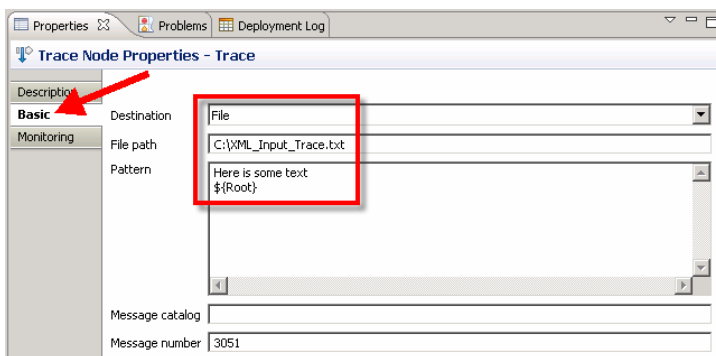 Properties Problems Deployment Log
Trace Node Properties - Trace
Description
Basic
Monitoring
Destination File
File path C:\XML_Input_Trace.txt
Pattern Here is some text
${Root}
Message catalog
Message number 3051